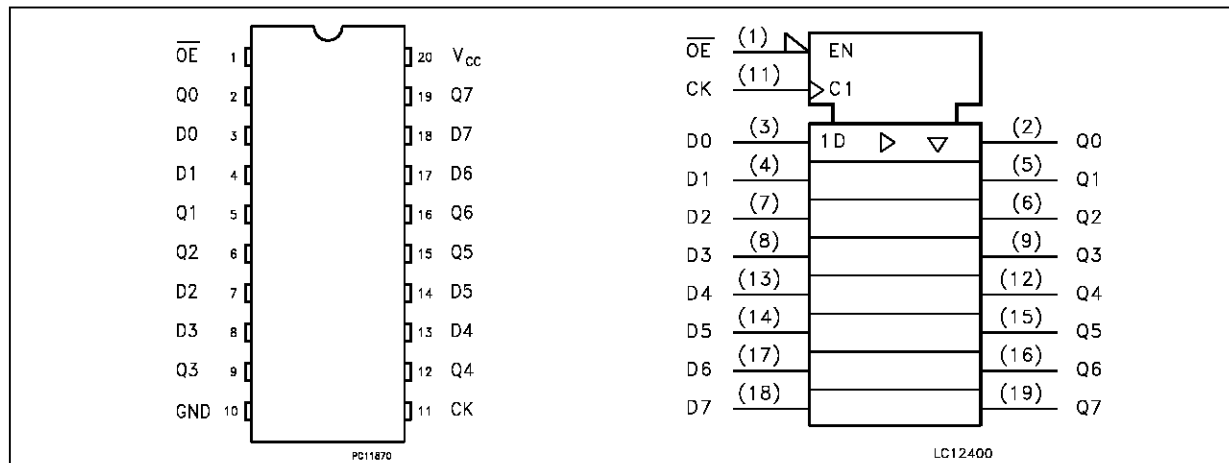 OE 1 20 VCC
Q0 2 19 Q7
D0 3 18 D7
D1 4 17 D6
Q1 5 16 Q6
Q2 6 15 Q5
D2 7 14 D5
D3 8 13 D4
Q3 9 12 Q4
GND 10 11 CK
PC11870
OE (1) EN
CK (11) C1
D0 (3) 1D (2) Q0
D1 (4) (5) Q1
D2 (7) (6) Q2
D3 (8) (9) Q3
D4 (13) (12) Q4
D5 (14) (15) Q5
D6 (17) (16) Q6
D7 (18) (19) Q7
LC12400